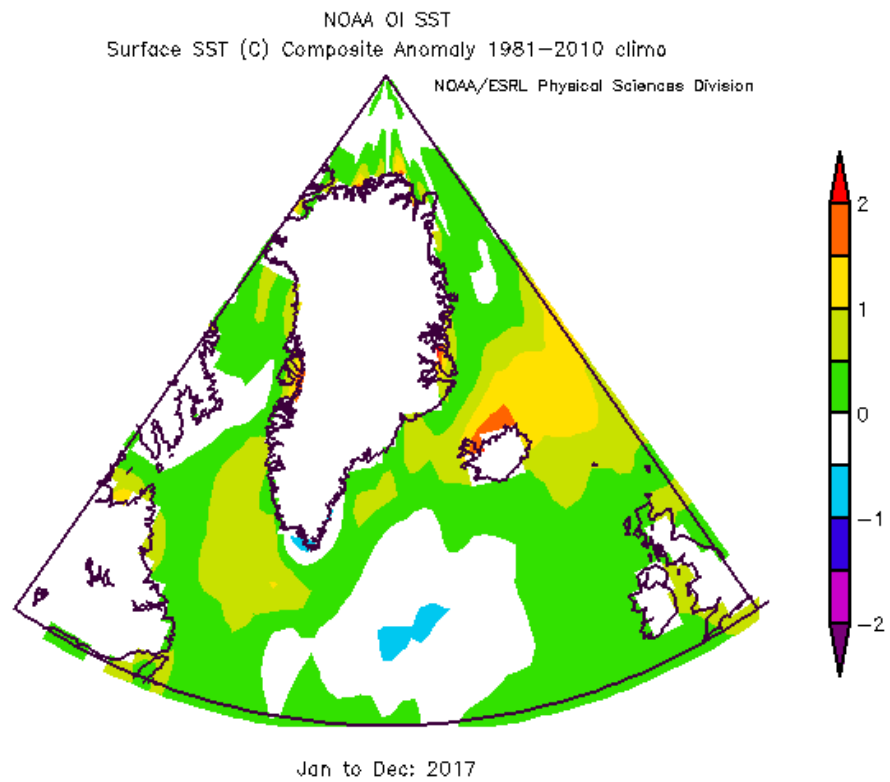 NOAA OI SST
Surface SST (C) Composite Anomaly 1981-2010 climo
NOAA/ESRL Physical Sciences Division
2
1
0
-1
-2
Jan to Dec: 2017